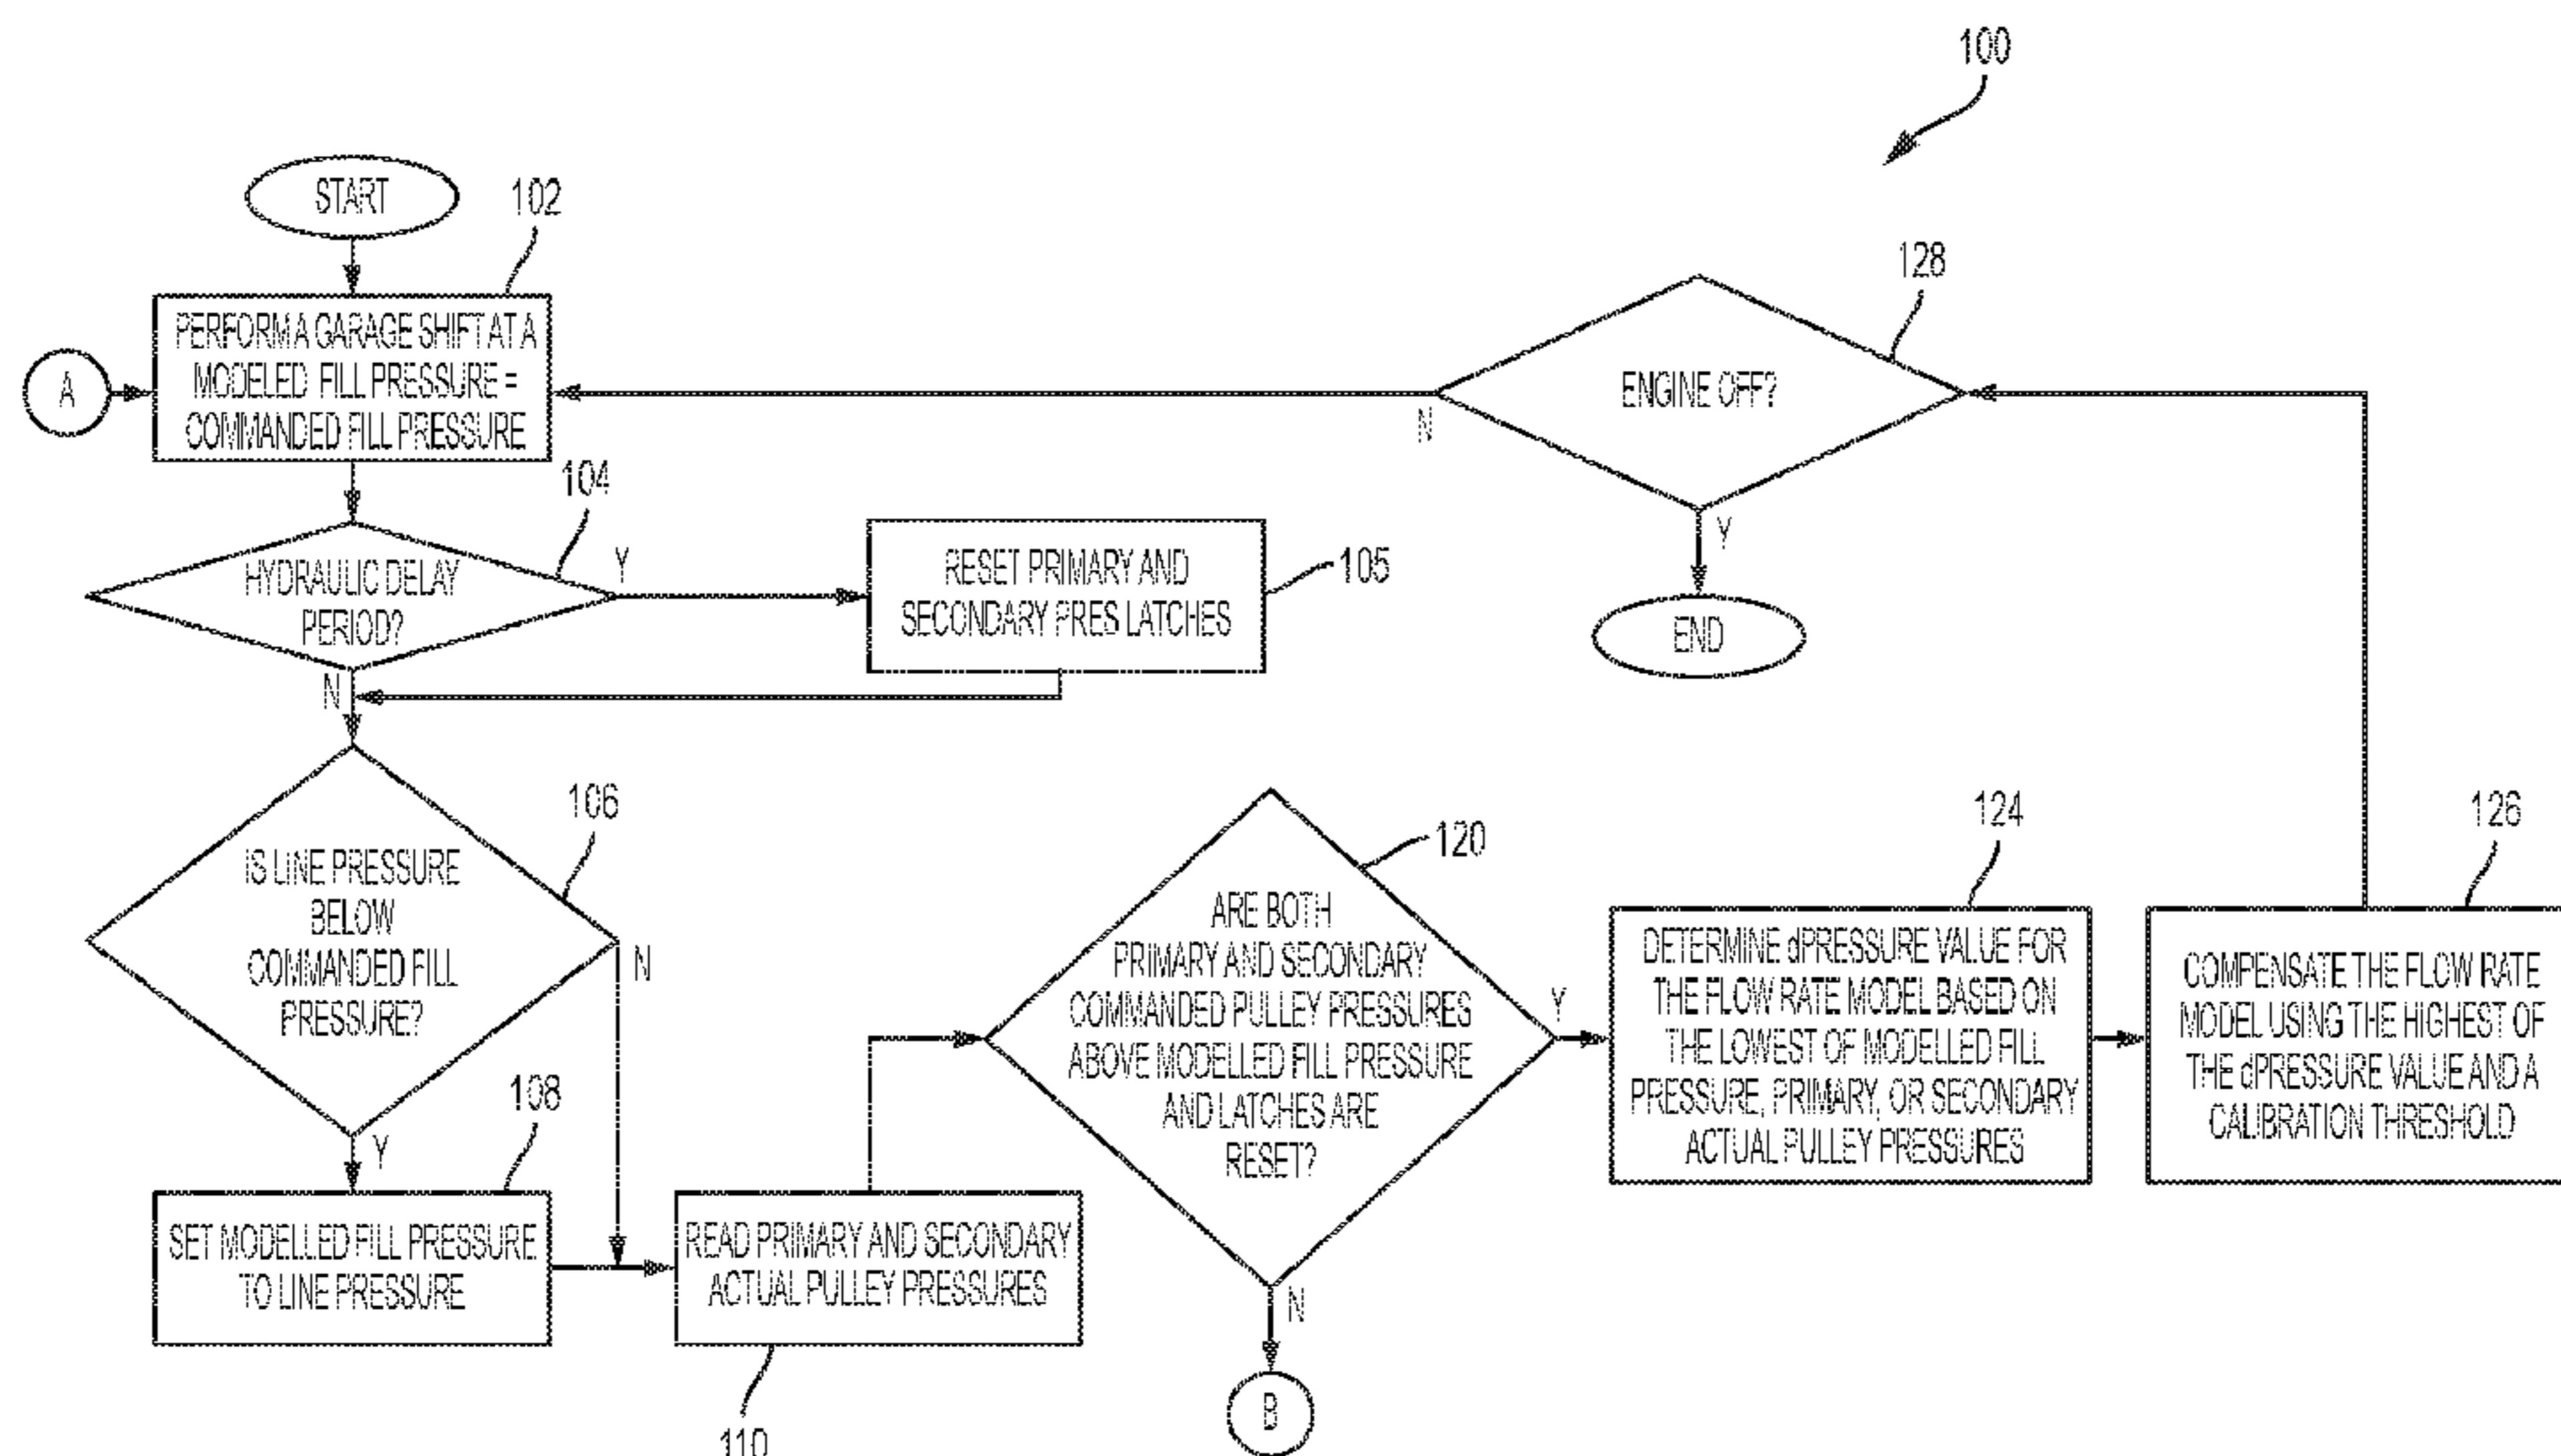 100
START
102
PERFORM A GARAGE SHIFT AT A
MODELED FILL PRESSURE =
COMMANDED FILL PRESSURE
A
128
ENGINE OFF?
N
Y
END
104
HYDRAULIC DELAY
PERIOD?
Y
N
RESET PRIMARY AND
SECONDARY PRES LATCHES
105
106
IS LINE PRESSURE
BELOW
COMMANDED FILL
PRESSURE?
N
Y
108
SET MODELLED FILL PRESSURE
TO LINE PRESSURE
READ PRIMARY AND SECONDARY
ACTUAL PULLEY PRESSURES
110
120
ARE BOTH
PRIMARY AND SECONDARY
COMMANDED PULLEY PRESSURES
ABOVE MODELLED FILL PRESSURE
AND LATCHES ARE
RESET?
Y
N
B
124
DETERMINE dPRESSURE VALUE FOR
THE FLOW RATE MODEL BASED ON
THE LOWEST OF MODELLED FILL
PRESSURE, PRIMARY, OR SECONDARY
ACTUAL PULLEY PRESSURES
126
COMPENSATE THE FLOW RATE
MODEL USING THE HIGHEST OF
THE dPRESSURE VALUE AND A
CALIBRATION THRESHOLD